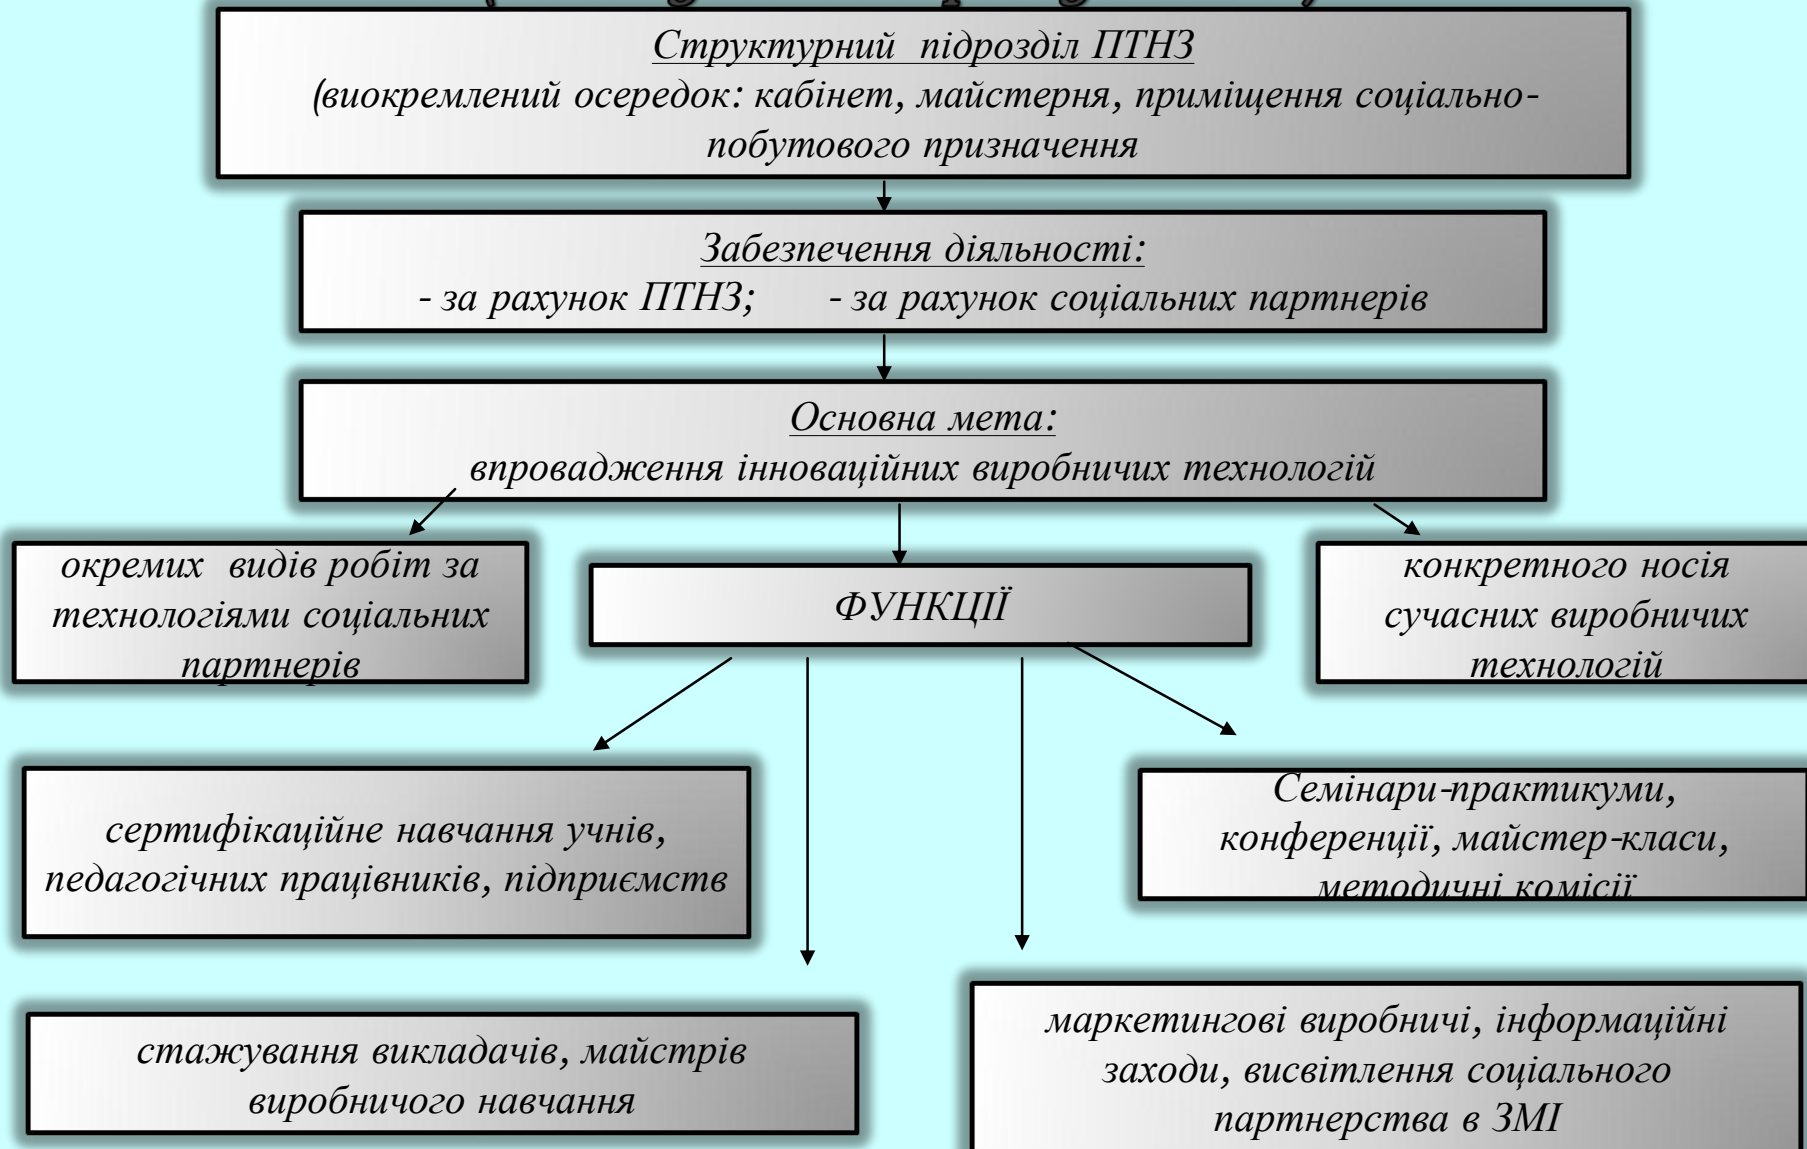 Структурний підрозділ ПТНЗ
(виокремлений осередок: кабінет, майстерня, приміщення соціально-
побутового призначення
Забезпечення діяльності:
- за рахунок ПТНЗ; - за рахунок соціальних партнерів
Основна мета:
впровадження інноваційних виробничих технологій
окремих видів робіт за
технологіями соціальних
партнерів
ФУНКЦІЇ
конкретного носія
сучасних виробничих
технологій
сертифікаційне навчання учнів,
педагогічних працівників, підприємств
Семінари-практикуми,
конференції, майстер-класи,
методичні комісії
стажування викладачів, майстрів
виробничого навчання
маркетингові виробничі, інформаційні
заходи, висвітлення соціального
партнерства в ЗМІ